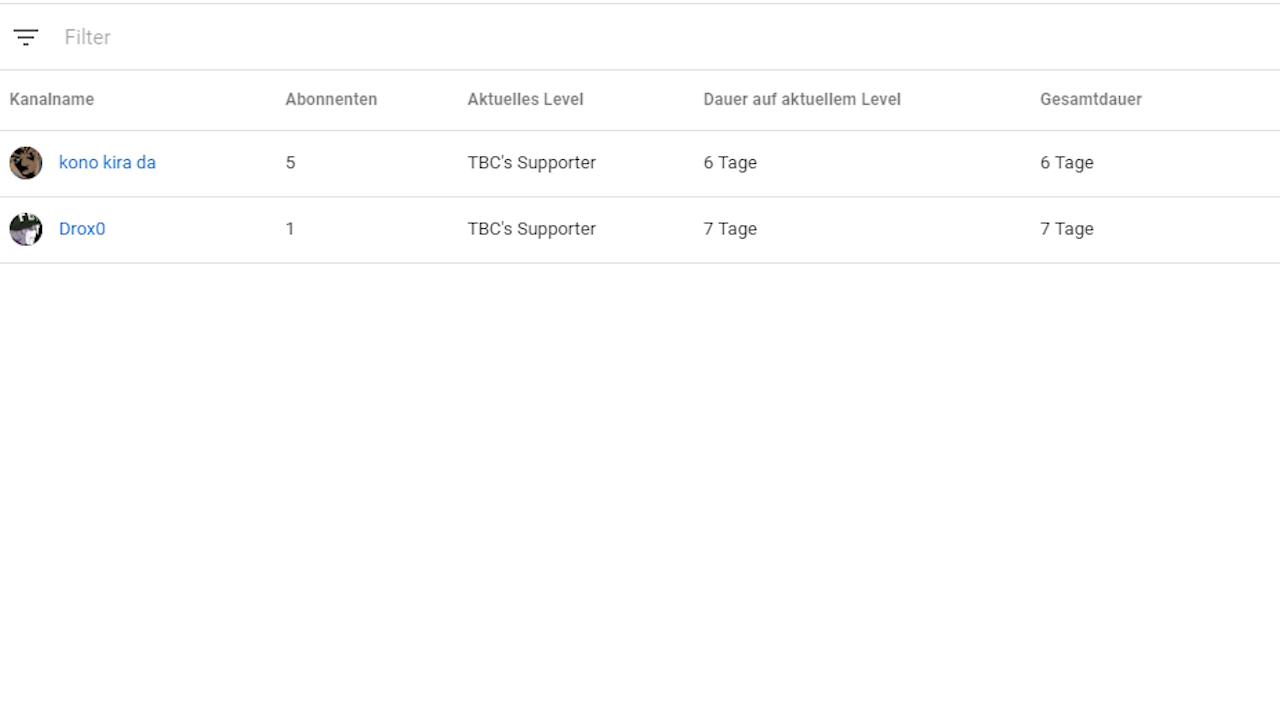 Filter
Kanalname Abonnenten Aktuelles Level Dauer auf aktuellem Level Gesamtdauer
kono kira da 5 TBC's Supporter 6 Tage 6 Tage
Drox0 1 TBC's Supporter 7 Tage 7 Tage